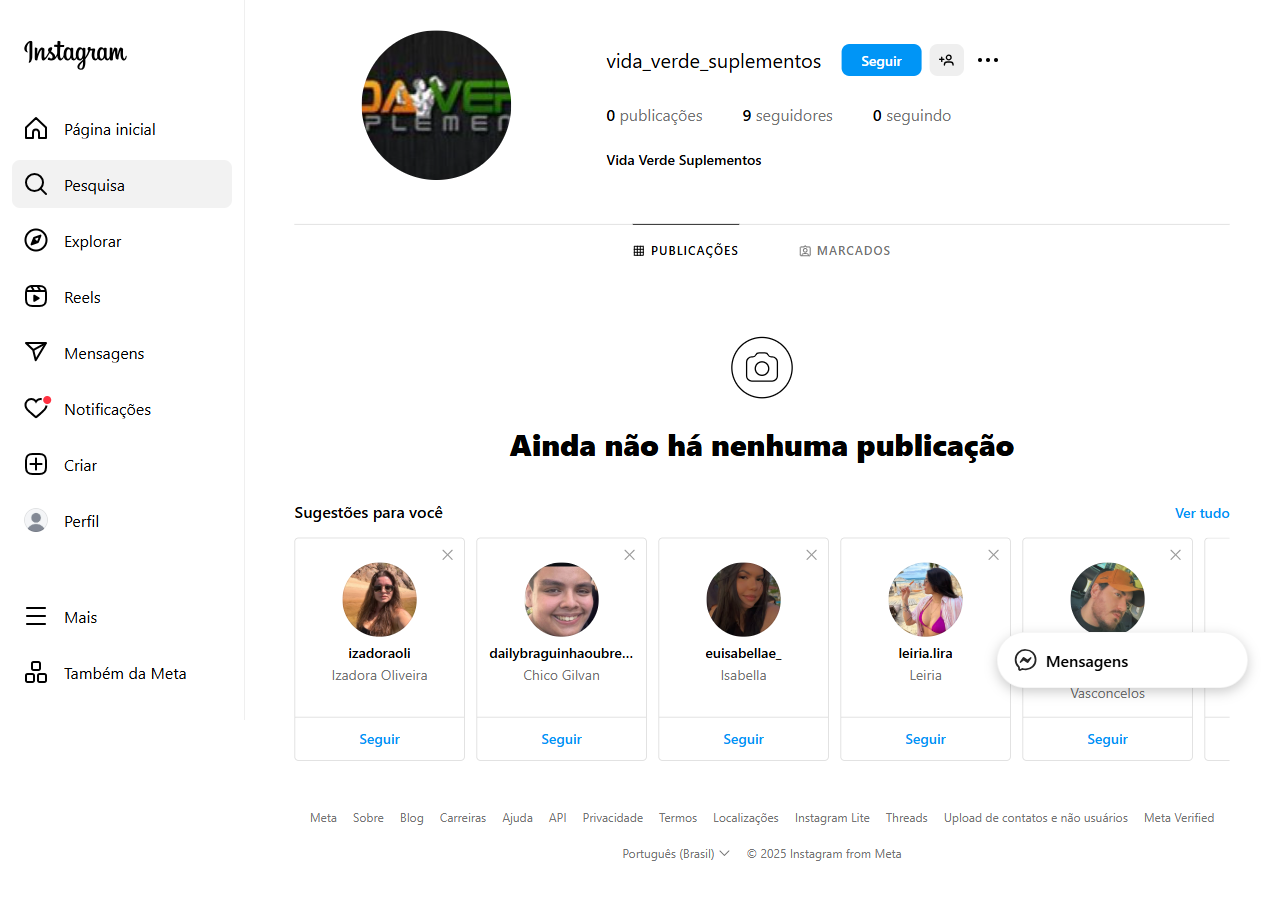 Instagram
Página inicial
Pesquisa
Explorar
Reels
Mensagens
Notificações
Criar
Perfil
Mais
Também da Meta
vida_verde_suplementos
Seguir
0 publicações 9 seguidores 0 seguindo
Vida Verde Suplementos
PUBLICAÇÕES MARCADOS
Ainda não há nenhuma publicação
Sugestões para você
Ver tudo
izadoraoli
Izadora Oliveira
Seguir
dailybraguinhaoubre...
Chico Gilvan
Seguir
euisabellae_
Isabella
Seguir
leiria.lira
Leiria
Seguir
Vasconcelos
Seguir
Mensagens
Meta Sobre Blog Carreiras Ajuda API Privacidade Termos Localizações Instagram Lite Threads Upload de contatos e não usuários Meta Verified
Português (Brasil) © 2025 Instagram from Meta